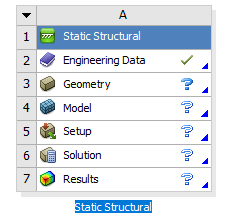 A
1 Static Structural
2 Engineering Data
3 Geometry ?
4 Model ?
5 Setup ?
6 Solution ?
7 Results ?
Static Structural